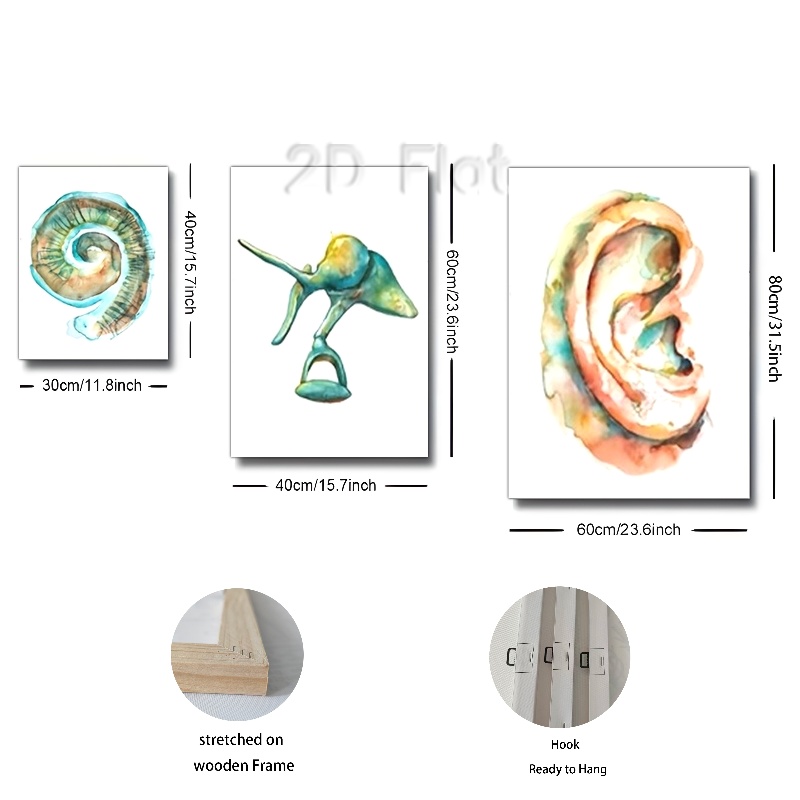 2D Flat
40cm/15.7inch
60cm/23.6inch
80cm/31.5inch
30cm/11.8inch
40cm/15.7inch
60cm/23.6inch
stretched on
wooden Frame
Hook
Ready to Hang